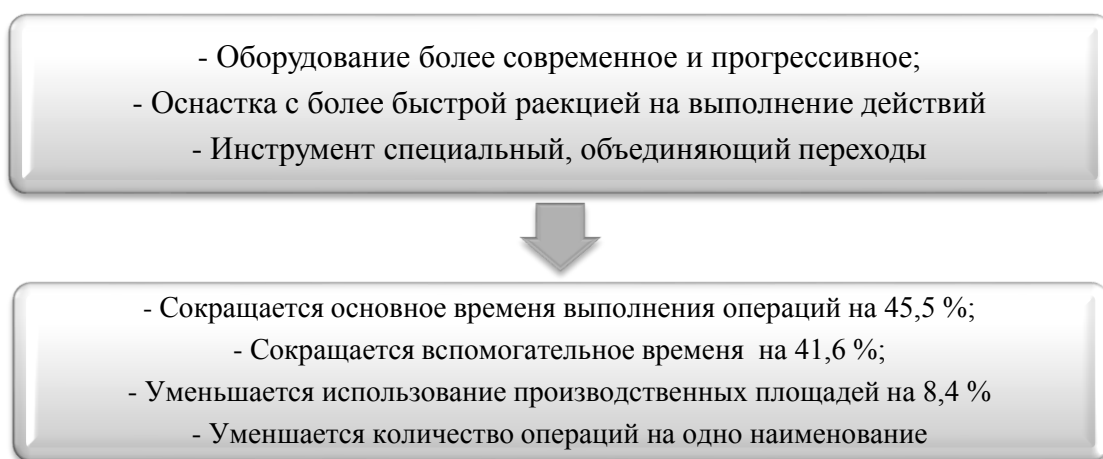 - Оборудование более современное и прогрессивное;
- Оснастка с более быстрой раекцией на выполнение действий
- Инструмент специальный, объединяющий переходы
- Сокращается основное временя выполнения операций на 45,5 %;
- Сокращается вспомогательное временя  на 41,6 %;
- Уменьшается использование производственных площадей на 8,4 %
- Уменшается количество операций на одно наименование